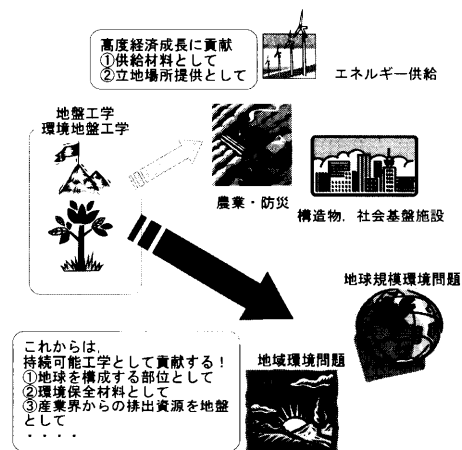 高度経済成長に貢献
①供給材料として
②立地場所提供として
エネルギー供給
地盤工学
環境地盤工学
農業・防災
構造物，社会基盤施設
地球規模環境問題
これからは，
持続可能工学として貢献する！
①地球を構成する部位として
②環境保全材料として
③産業界からの排出資源を地盤
として
・・・・
地域環境問題